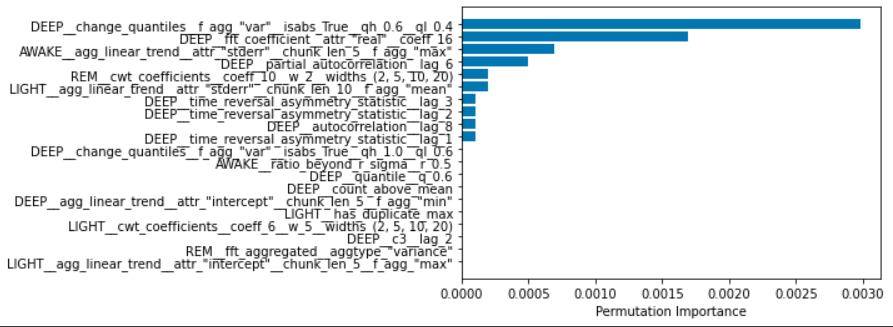 DEEP__change_quantiles__f_agg_"var"__isabs_True__qh_0.6__ql_0.4
DEEP__fft_coefficient__attr_"real"__coeff_16
AWAKE__agg_linear_trend__attr_"stderr"__chunk_len_5__f_agg_"max"
DEEP__partial_autocorrelation__lag_6
REM__cwt_coefficients__coeff_10__w_2__widths_(2, 5, 10, 20)
LIGHT__agg_linear_trend__attr_"stderr"__chunk_len_10__f_agg_"mean"
DEEP__time_reversal_asymmetry_statistic__lag_3
DEEP__time_reversal_asymmetry_statistic__lag_2
DEEP__autocorrelation__lag_8
DEEP__time_reversal_asymmetry_statistic__lag_1
DEEP__change_quantiles__f_agg_"var"__isabs_True__qh_1.0__ql_0.6
AWAKE__ratio_beyond_r_sigma__r_0.5
DEEP__quantile__q_0.6
DEEP__count_above_mean
DEEP__agg_linear_trend__attr_"intercept"__chunk_len_5__f_agg_"min"
LIGHT__has_duplicate_max
LIGHT__cwt_coefficients__coeff_6__w_5__widths_(2, 5, 10, 20)
DEEP__c3__lag_2
REM__fft_aggregated__aggtype_"variance"
LIGHT__agg_linear_trend__attr_"intercept"__chunk_len_5__f_agg_"max"
0.0000 0.0005 0.0010 0.0015 0.0020 0.0025 0.0030
Permutation Importance